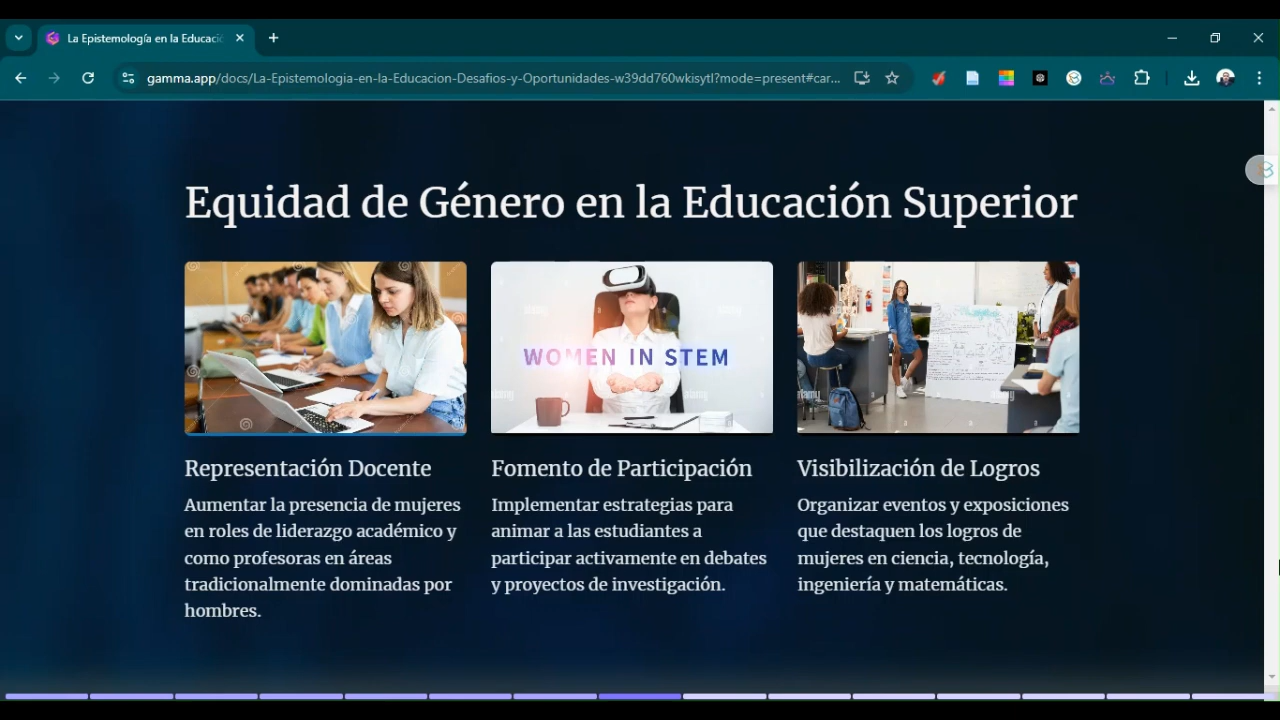 La Epistemología en la Educació
gamma.app/docs/La-Epistemologia-en-la-Educacion-Desafios-y-Oportunidades-w39dd760wkisytl?mode=present#car...
Equidad de Género en la Educación Superior
WOMEN IN STEM
Representación Docente
Aumentar la presencia de mujeres
en roles de liderazgo académico y
como profesoras en áreas
tradicionalmente dominadas por
hombres.
Fomento de Participación
Implementar estrategias para
animar a las estudiantes a
participar activamente en debates
y proyectos de investigación.
Visibilización de Logros
Organizar eventos y exposiciones
que destaquen los logros de
mujeres en ciencia, tecnología,
ingeniería y matemáticas.